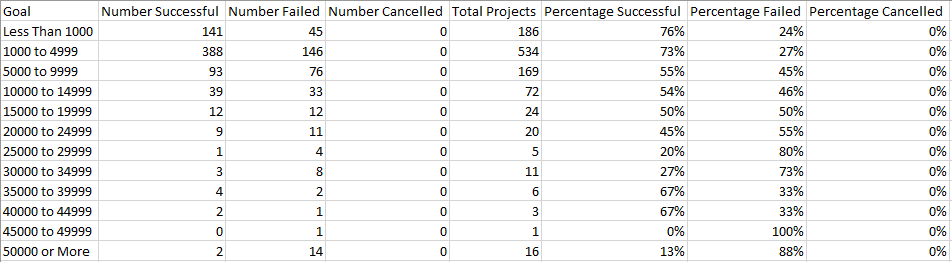 Goal Number Successful Number Failed Number Cancelled Total Projects Percentage Successful Percentage Failed Percentage Cancelled
Less Than 1000 141 45 0 186 76% 24% 0%
1000 to 4999 388 146 0 534 73% 27% 0%
5000 to 9999 93 76 0 169 55% 45% 0%
10000 to 14999 39 33 0 72 54% 46% 0%
15000 to 19999 12 12 0 24 50% 50% 0%
20000 to 24999 9 11 0 20 45% 55% 0%
25000 to 29999 1 4 0 5 20% 80% 0%
30000 to 34999 3 8 0 11 27% 73% 0%
35000 to 39999 4 2 0 6 67% 33% 0%
40000 to 44999 2 1 0 3 67% 33% 0%
45000 to 49999 0 1 0 1 0% 100% 0%
50000 or More 2 14 0 16 13% 88% 0%